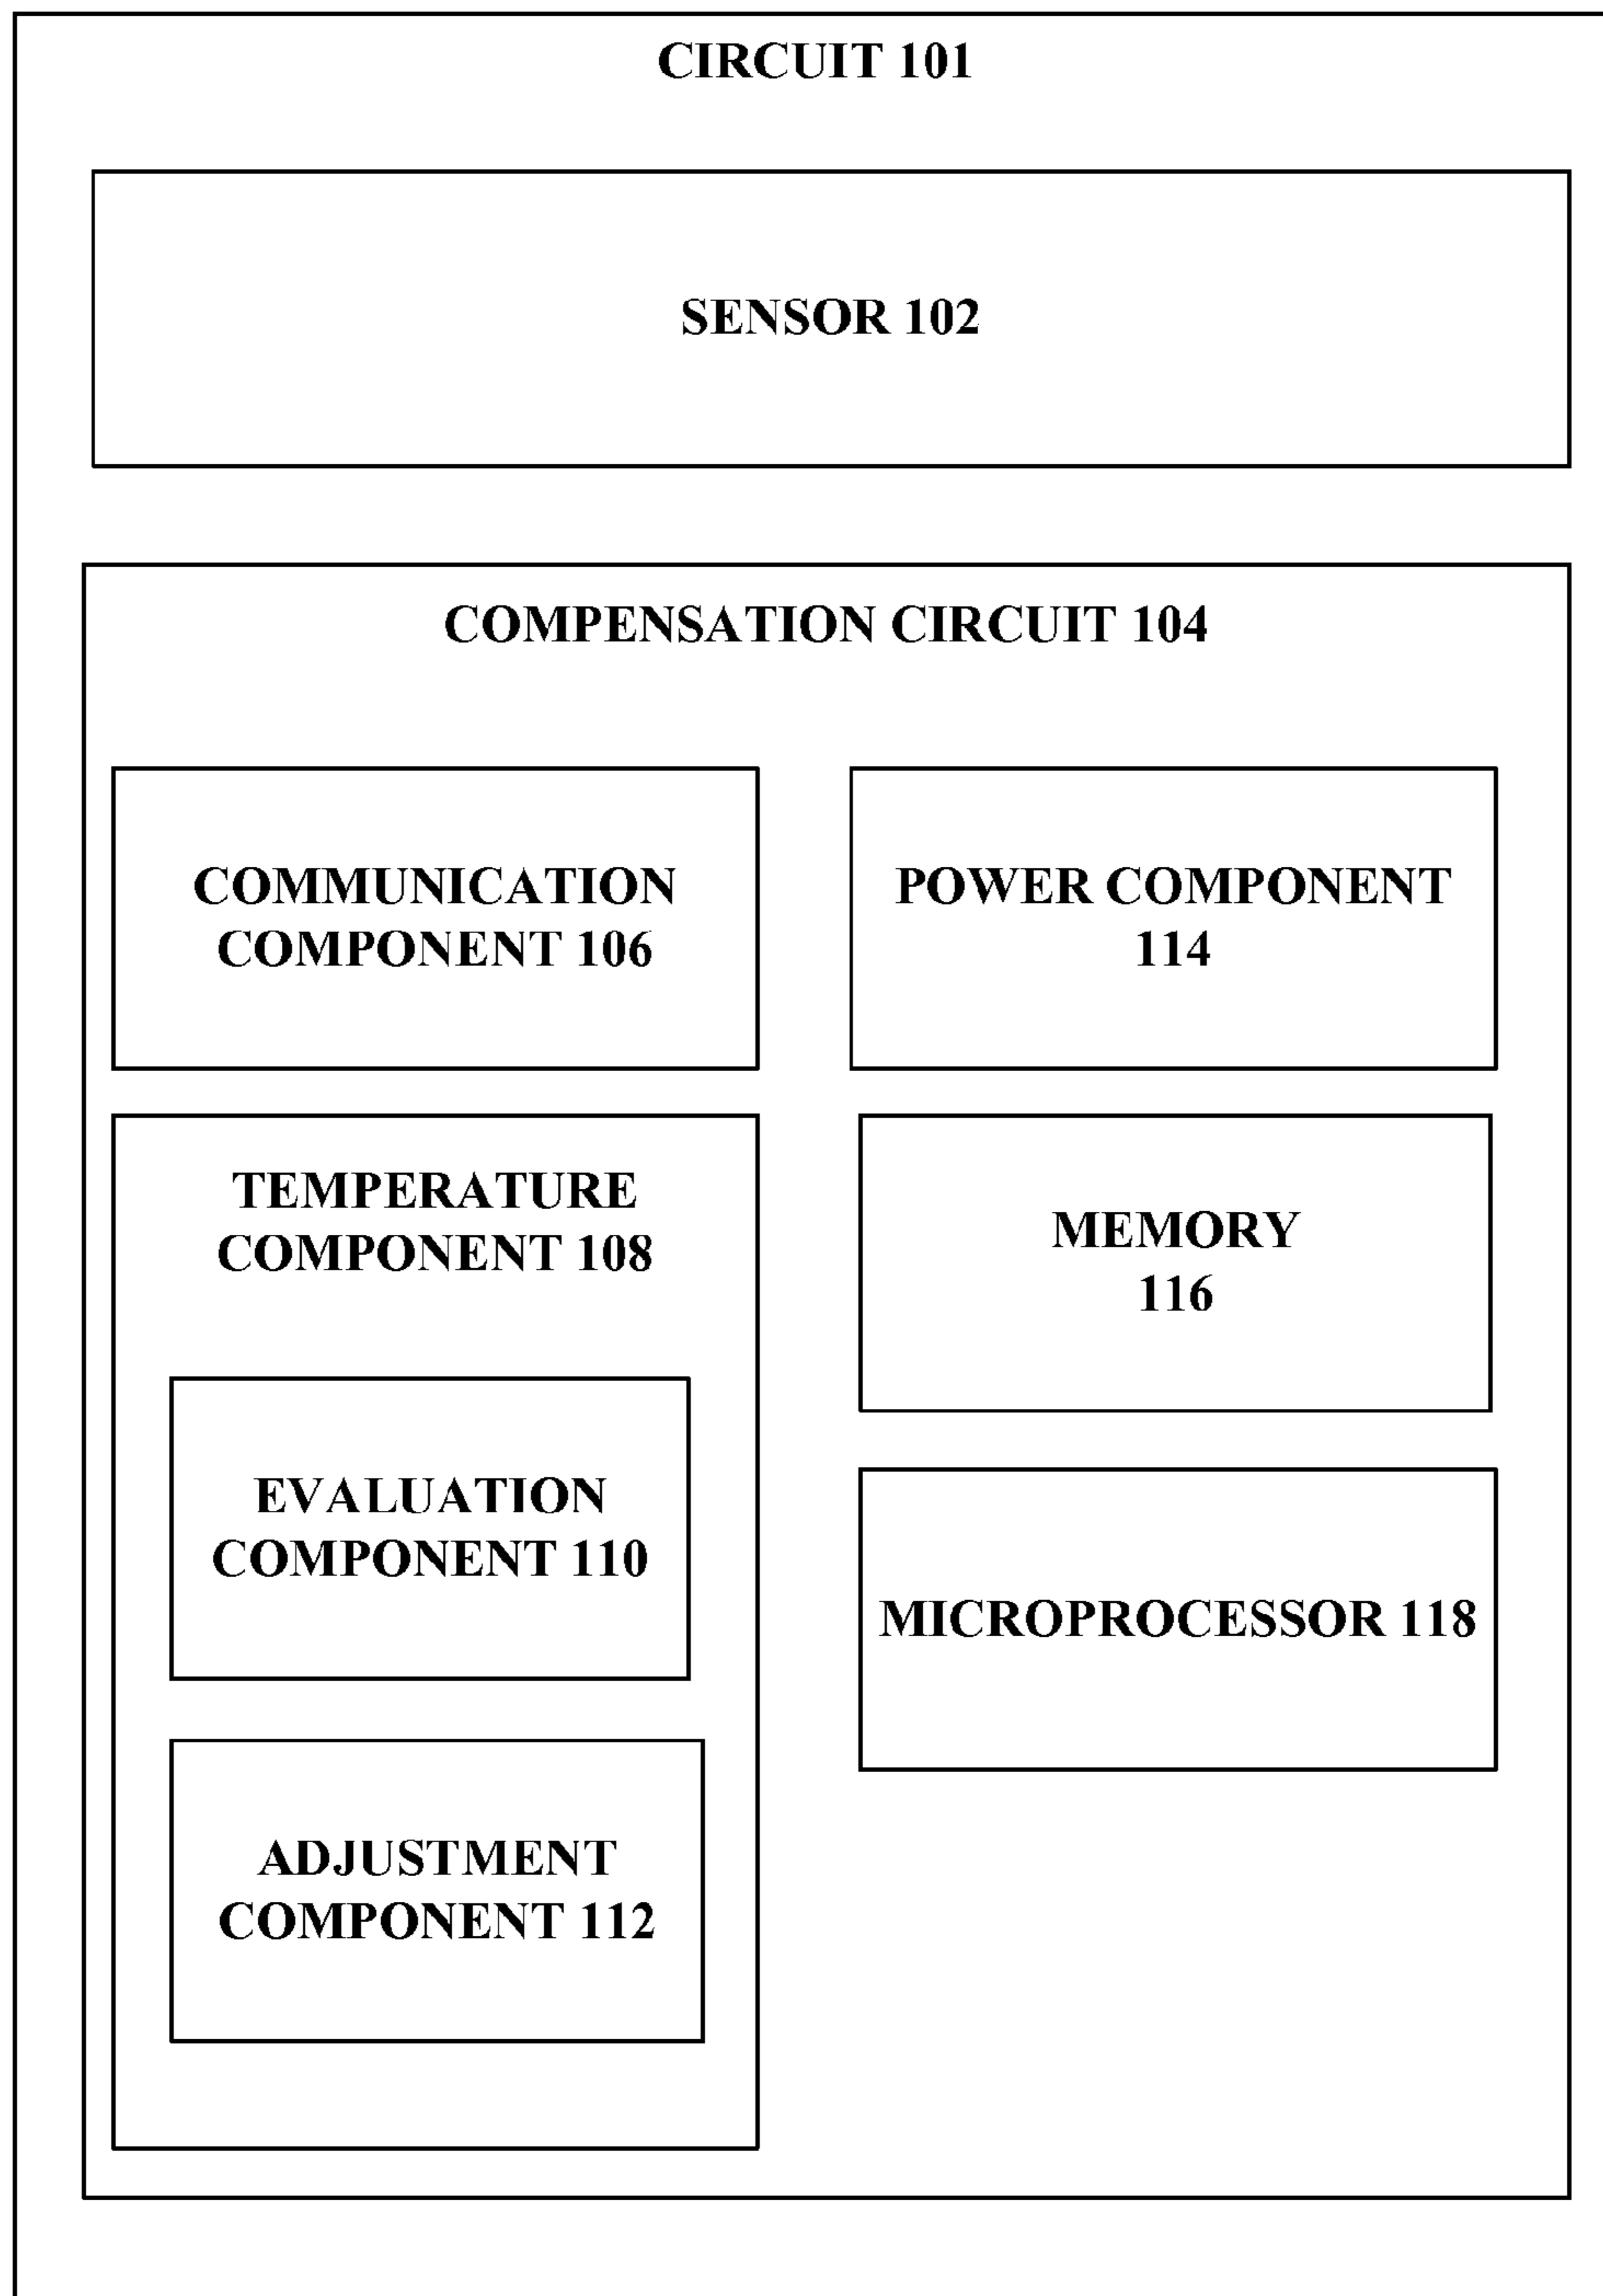 CIRCUIT 101
SENSOR 102
COMPENSATION CIRCUIT 104
COMMUNICATION
COMPONENT 106
POWER COMPONENT
114
TEMPERATURE
COMPONENT 108
MEMORY
116
EVALUATION
COMPONENT 110
MICROPROCESSOR 118
ADJUSTMENT
COMPONENT 112